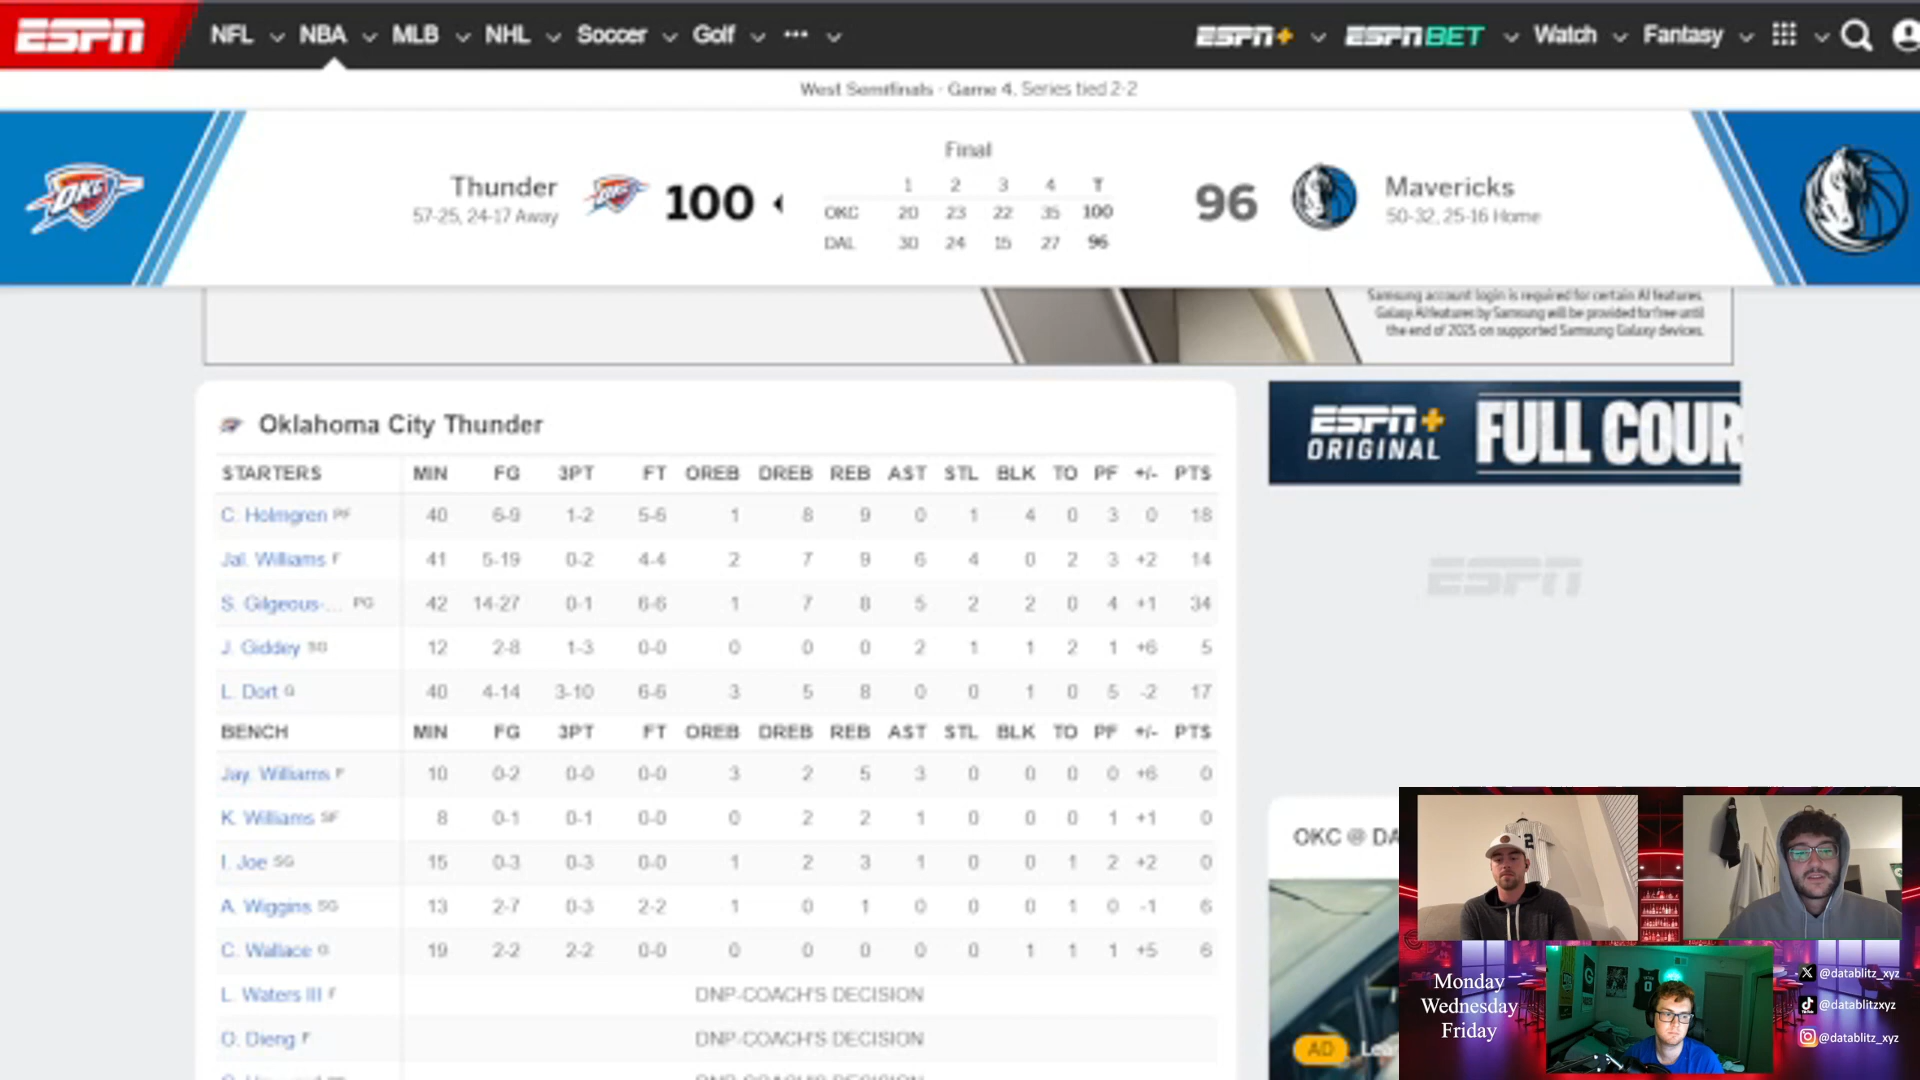 ESPN NFL NBA MLB NHL Soccer Golf ••• ESPN+ ESPN BET Watch Fantasy
West Semifinals - Game 4, Series tied 2-2
Final
Thunder 100 1 2 3 4 T 96 Mavericks
57-25, 24-17 Away OKC 20 23 22 35 100 50-32, 25-16 Home
DAL 30 24 15 27 96
Samsung account login is required for certain AI features.
Galaxy AI features by Samsung will be provided for free until
the end of 2025 on supported Samsung Galaxy devices.
Oklahoma City Thunder
STARTERS MIN FG 3PT FT OREB DREB REB AST STL BLK TO PF +/- PTS
C. Holmgren PF 40 6-9 1-2 5-6 1 8 9 0 1 4 0 3 0 18
Jal. Williams F 41 5-19 0-2 4-4 2 7 9 6 4 0 2 3 +2 14
S. Gilgeous-... PG 42 14-27 0-1 6-6 1 7 8 5 2 2 0 4 +1 34
J. Giddey SG 12 2-8 1-3 0-0 0 0 0 2 1 1 2 1 +6 5
L. Dort G 40 4-14 3-10 6-6 3 5 8 0 0 1 0 5 -2 17
BENCH MIN FG 3PT FT OREB DREB REB AST STL BLK TO PF +/- PTS
Jay. Williams F 10 0-2 0-0 0-0 3 2 5 3 0 0 0 0 +6 0
K. Williams SF 8 0-1 0-1 0-0 0 2 2 1 0 0 0 1 +1 0
I. Joe SG 15 0-3 0-3 0-0 1 2 3 1 0 0 1 2 +2 0
A. Wiggins SG 13 2-7 0-3 2-2 1 0 1 0 0 0 1 0 -1 6
C. Wallace G 19 2-2 2-2 0-0 0 0 0 0 0 1 1 1 +5 6
L. Waters III F DNP-COACH'S DECISION
O. Dieng F DNP-COACH'S DECISION
DNP-COACH'S DECISION
ESPN+ ORIGINAL FULL COUR
ESPN
OKC @ DA
AD
Monday
Wednesday
Friday
@datablitz_xyz
@datablitzxyz
@datablitz_xyz